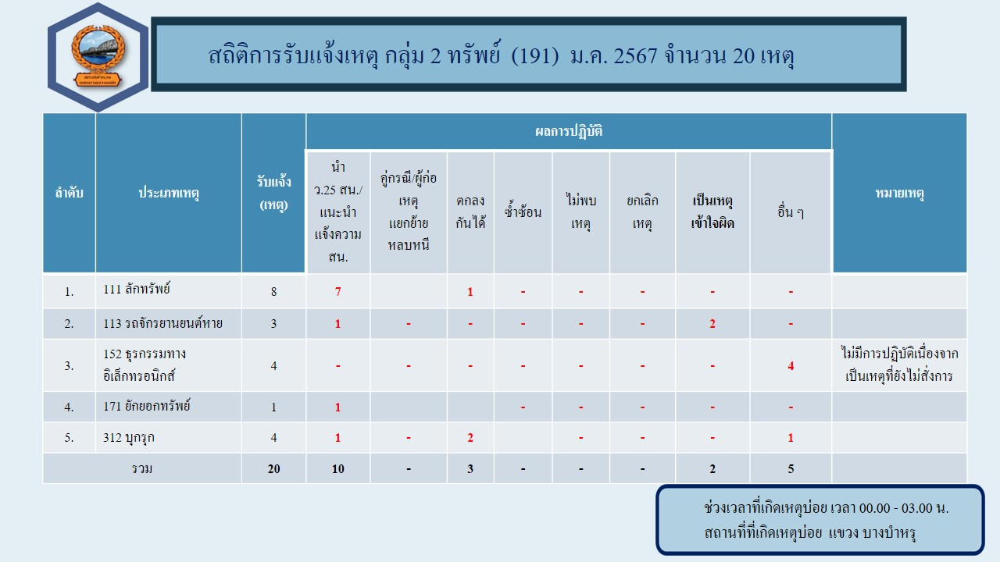 สถิติการรับแจ้งเหตุ กลุ่ม 2 ทรัพย์ (191) ม.ค. 2567 จำนวน 20 เหตุ
ลำดับ
ประเภทเหตุ
รับแจ้ง
(เหตุ)
ผลการปฏิบัติ
หมายเหตุ
นำ
ว.25 สน./
แนะนำ
แจ้งความ
สน.
คู่กรณี/ผู้ก่อ
เหตุ
แยกย้าย
หลบหนี
ตกลง
กันได้
ซ้ำซ้อน
ไม่พบ
เหตุ
ยกเลิก
เหตุ
เป็นเหตุ
เข้าใจผิด
อื่น ๆ
1. 111 ลักทรัพย์ 8 7 1 - - - - -
2. 113 รถจักรยานยนต์หาย 3 1 - - - - - 2 -
3. 152 ธุรกรรมทาง
อิเล็กทรอนิกส์ 4 - - - - - - - 4 ไม่มีการปฏิบัติเนื่องจาก
เป็นเหตุที่ยังไม่สั่งการ
4. 171 ยักยอกทรัพย์ 1 1 - - - - -
5. 312 บุกรุก 4 1 - 2 - - - 1
รวม 20 10 - 3 - - - 2 5
ช่วงเวลาที่เกิดเหตุบ่อย เวลา 00.00 - 03.00 น.
สถานที่ที่เกิดเหตุบ่อย แขวง บางบำหรุ